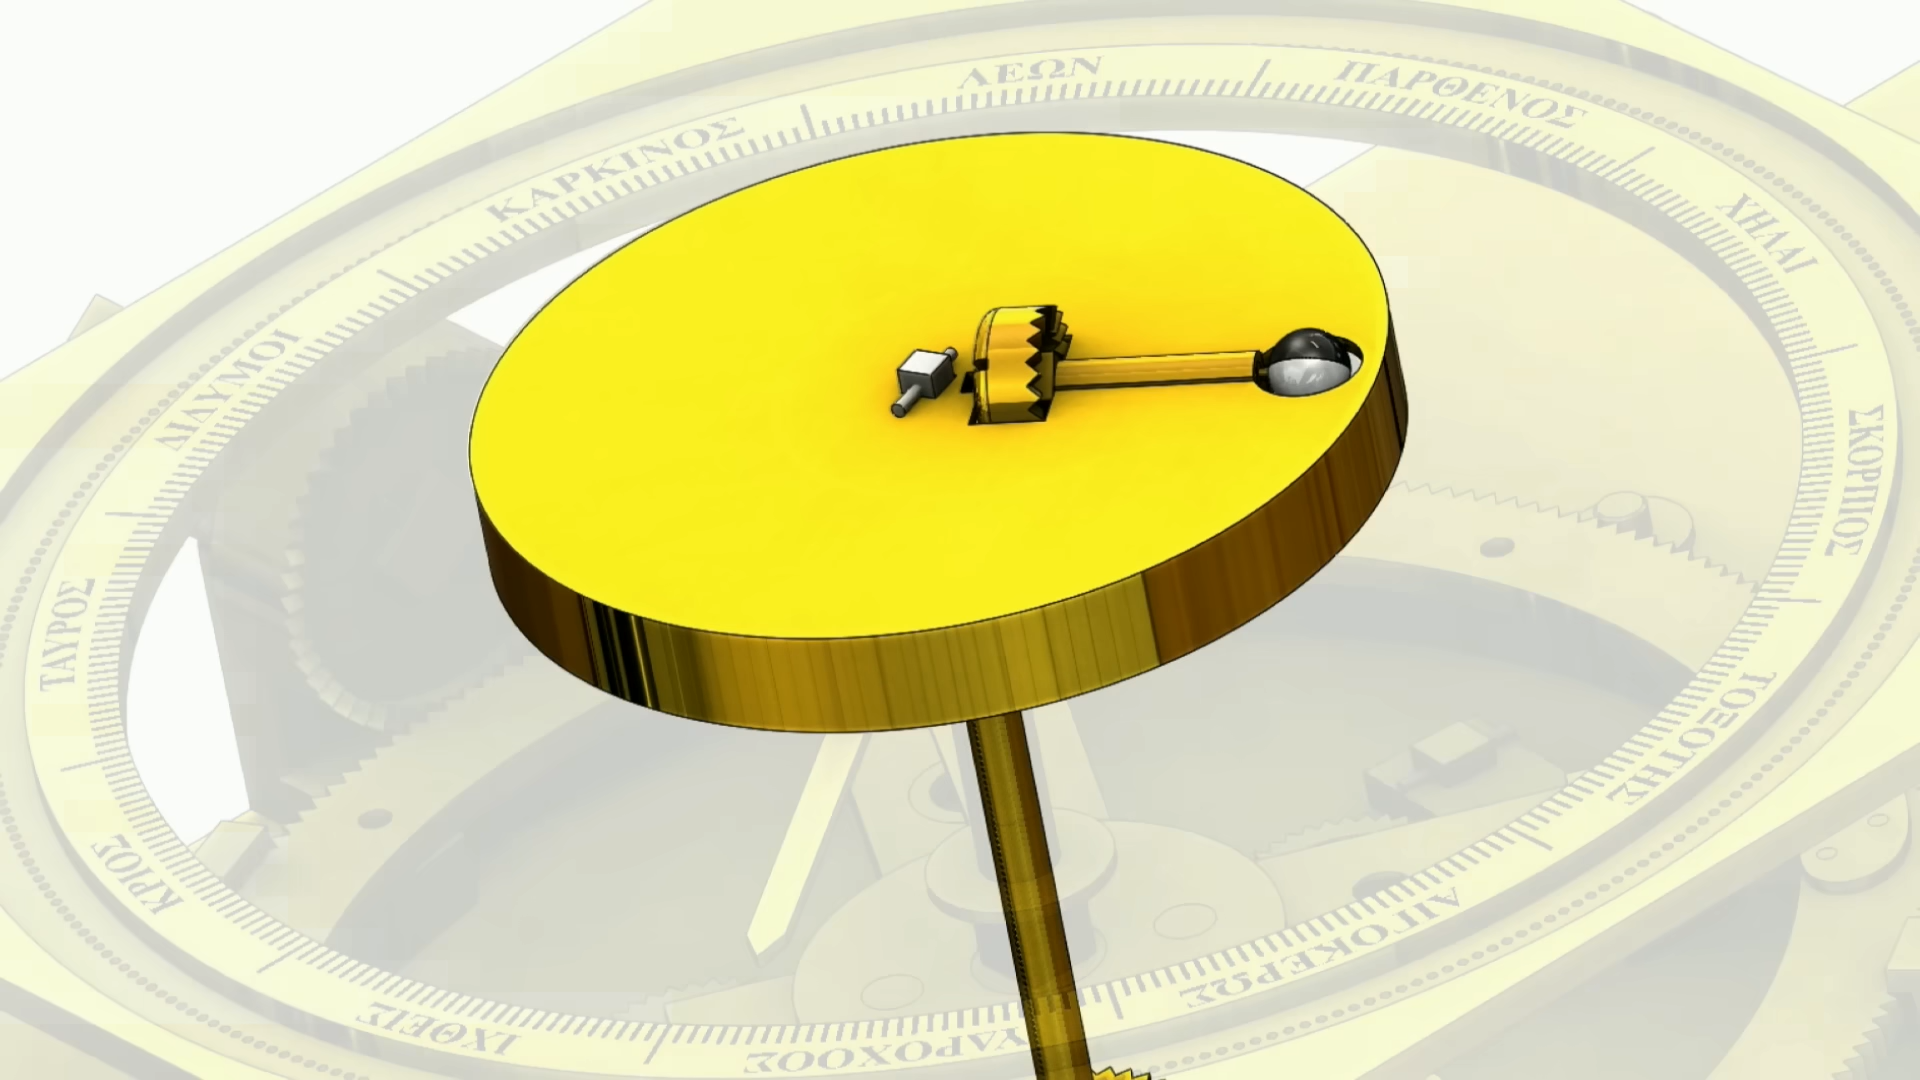 ΛΕΩΝ
ΠΑΡΘΕΝΟΣ
ΧΗΛΑΙ
ΣΚΟΡΠΙΟΣ
ΤΟΞΟΤΗΣ
ΑΙΓΟΚΕΡΩΣ
ΥΔΡΟΧΟΟΣ
ΙΧΘΕΙΣ
ΚΡΙΟΣ
ΤΑΥΡΟΣ
ΔΙΔΥΜΟΙ
ΚΑΡΚΙΝΟΣ